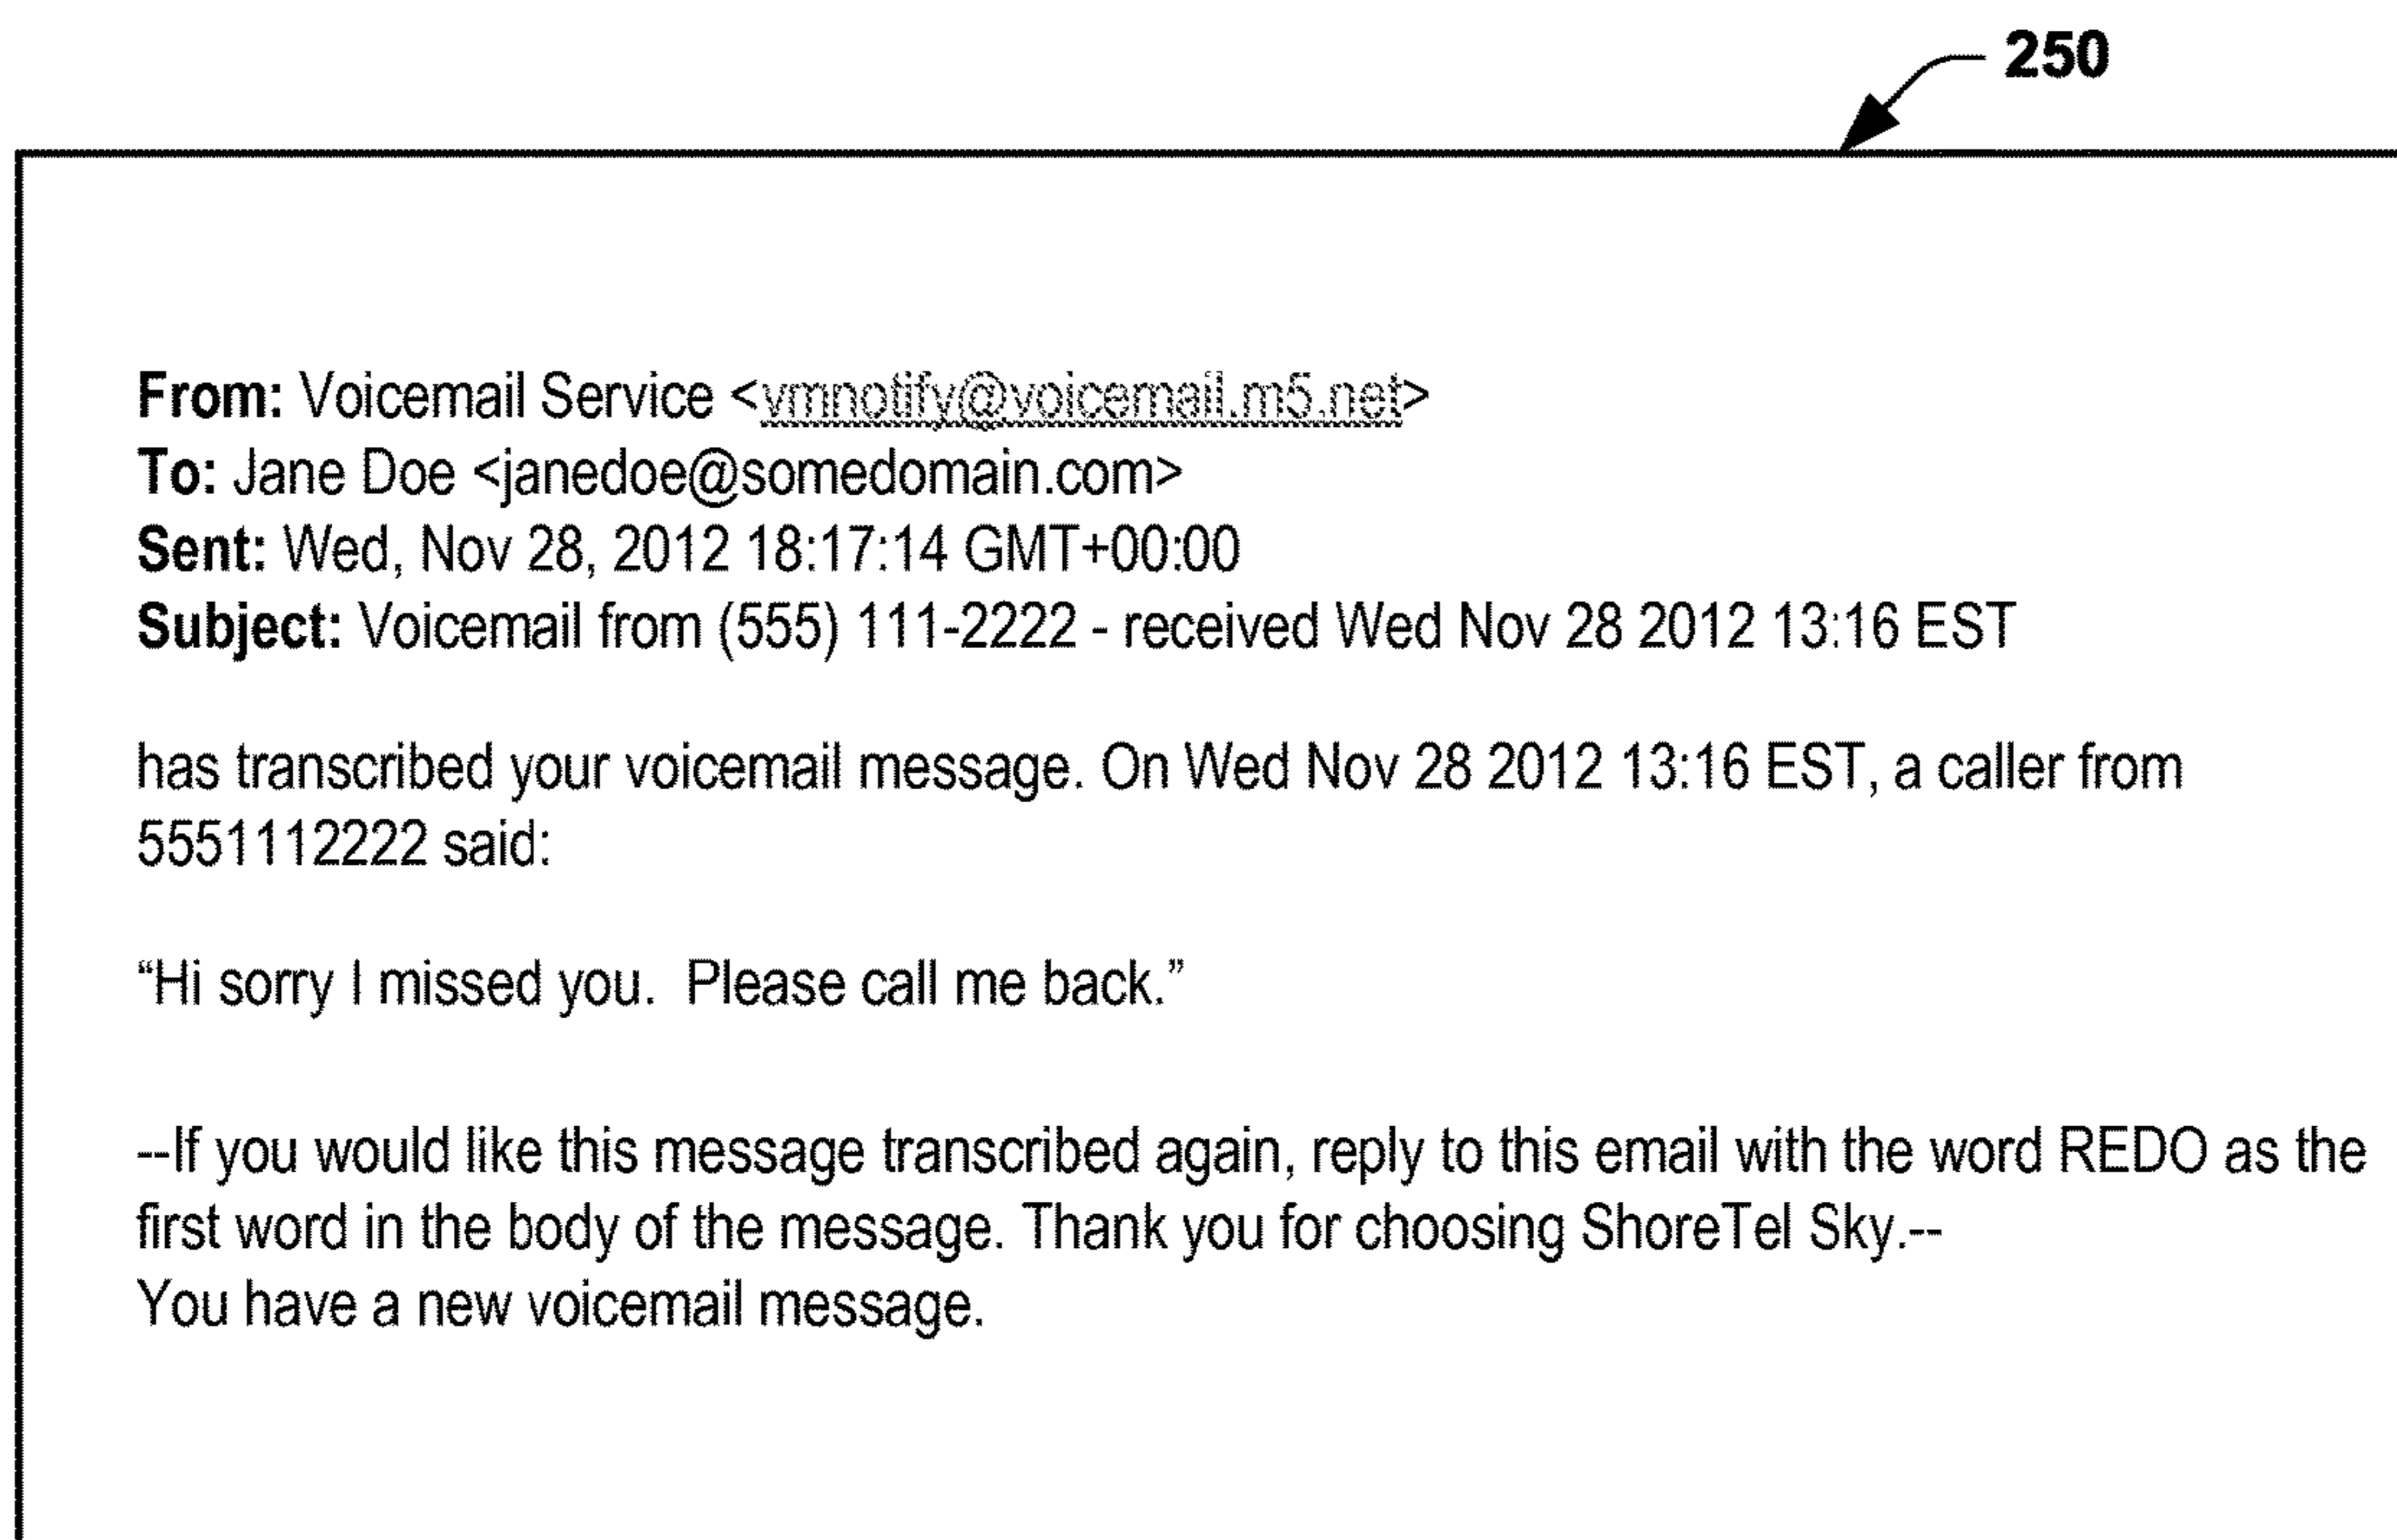 250
From: Voicemail Service <vmnotify@voicemail.m5.net>
To: Jane Doe <janedoe@somedomain.com>
Sent: Wed, Nov 28, 2012 18:17:14 GMT+00:00
Subject: Voicemail from (555) 111-2222 - received Wed Nov 28 2012 13:16 EST
has transcribed your voicemail message. On Wed Nov 28 2012 13:16 EST, a caller from
5551112222 said:
“Hi sorry I missed you.  Please call me back.”
--If you would like this message transcribed again, reply to this email with the word REDO as the
first word in the body of the message. Thank you for choosing ShoreTel Sky.--
You have a new voicemail message.